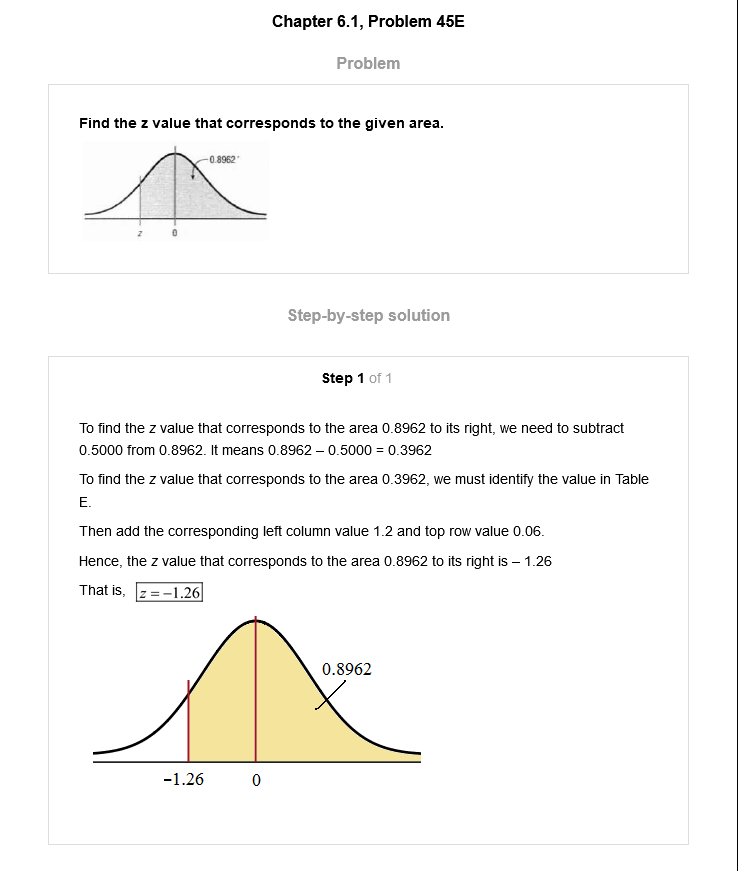 Chapter 6.1, Problem 45E
Problem
Find the z value that corresponds to the given area.
0.8962
z 0
Step-by-step solution
Step 1 of 1
To find the z value that corresponds to the area 0.8962 to its right, we need to subtract
0.5000 from 0.8962. It means 0.8962 – 0.5000 = 0.3962
To find the z value that corresponds to the area 0.3962, we must identify the value in Table
E.
Then add the corresponding left column value 1.2 and top row value 0.06.
Hence, the z value that corresponds to the area 0.8962 to its right is – 1.26
That is, z = −1.26
0.8962
−1.26 0